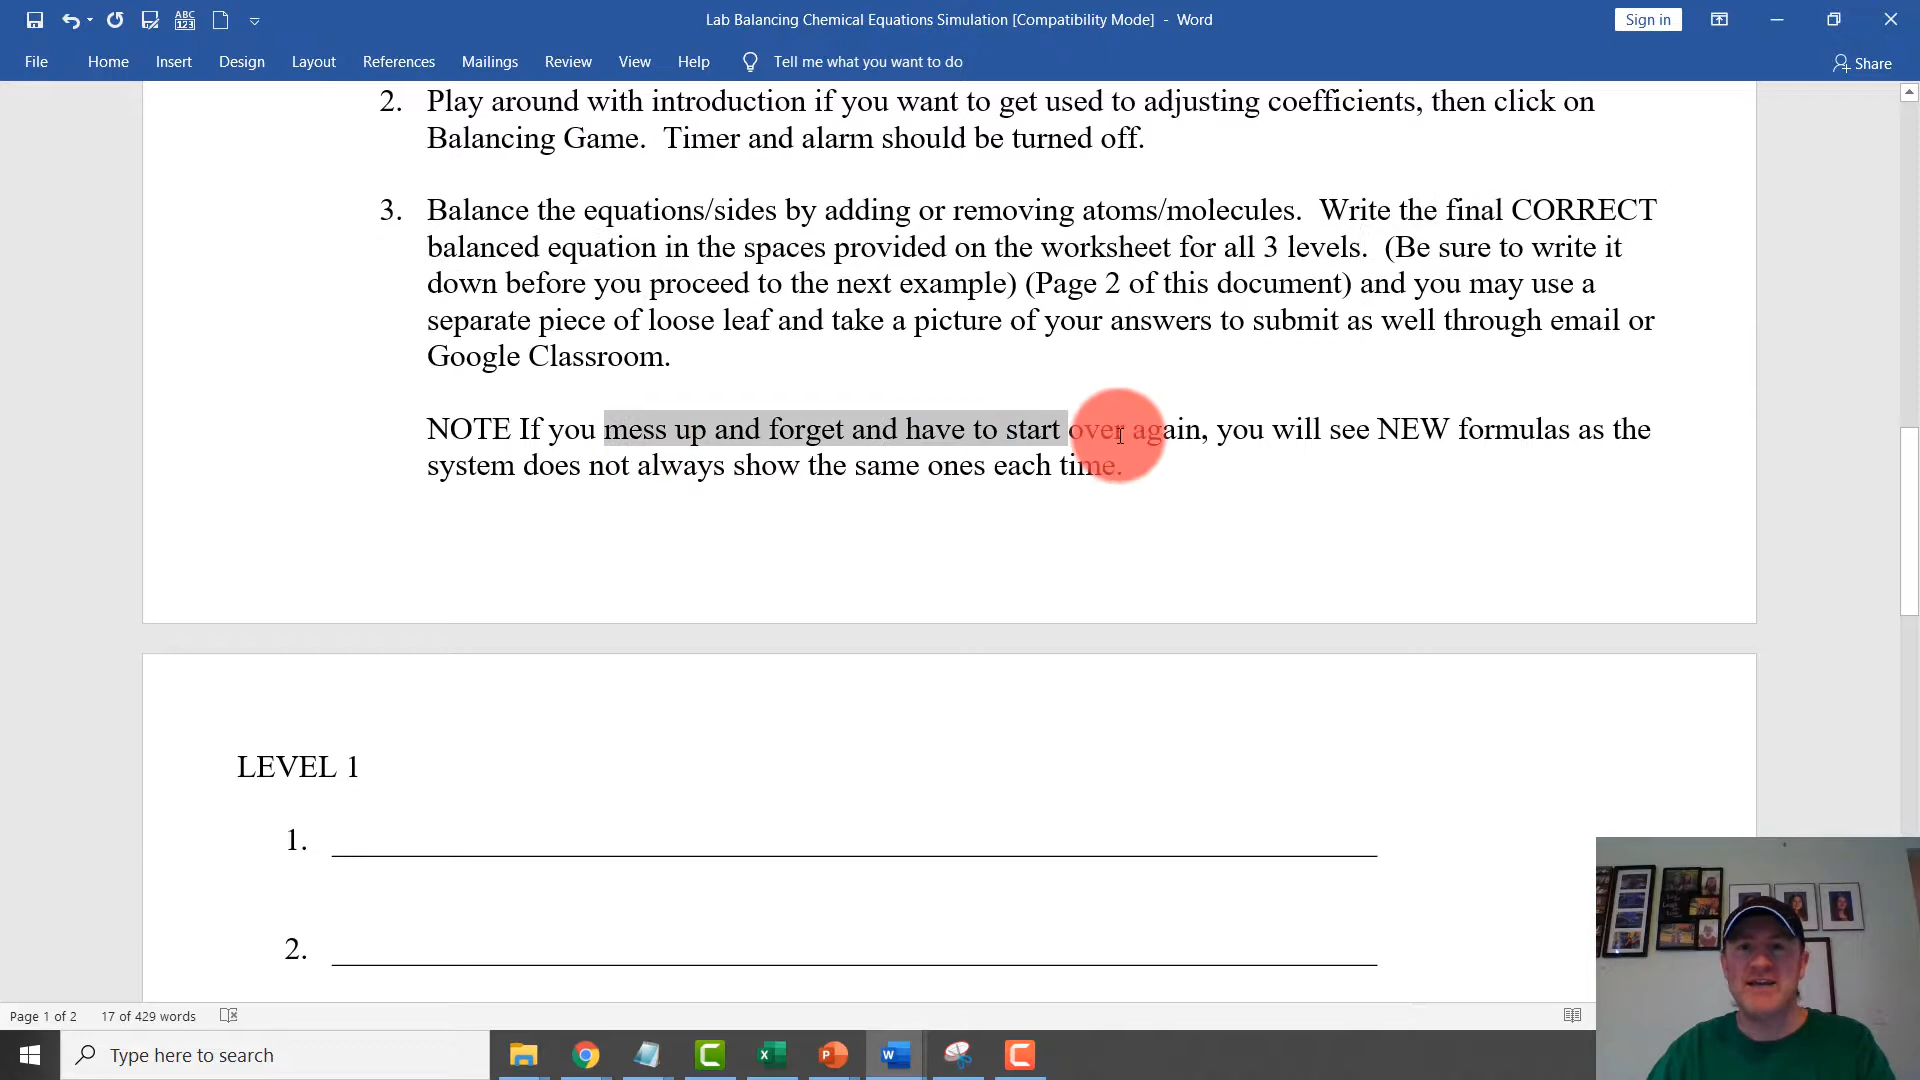 ABC
123
Lab Balancing Chemical Equations Simulation [Compatibility Mode] - Word
Sign in
File Home Insert Design Layout References Mailings Review View Help Tell me what you want to do
Share
2. Play around with introduction if you want to get used to adjusting coefficients, then click on
Balancing Game. Timer and alarm should be turned off.
3. Balance the equations/sides by adding or removing atoms/molecules. Write the final CORRECT
balanced equation in the spaces provided on the worksheet for all 3 levels. (Be sure to write it
down before you proceed to the next example) (Page 2 of this document) and you may use a
separate piece of loose leaf and take a picture of your answers to submit as well through email or
Google Classroom.
NOTE If you mess up and forget and have to start over again, you will see NEW formulas as the
system does not always show the same ones each time.
LEVEL 1
1.
2.
Page 1 of 2 17 of 429 words
Type here to search